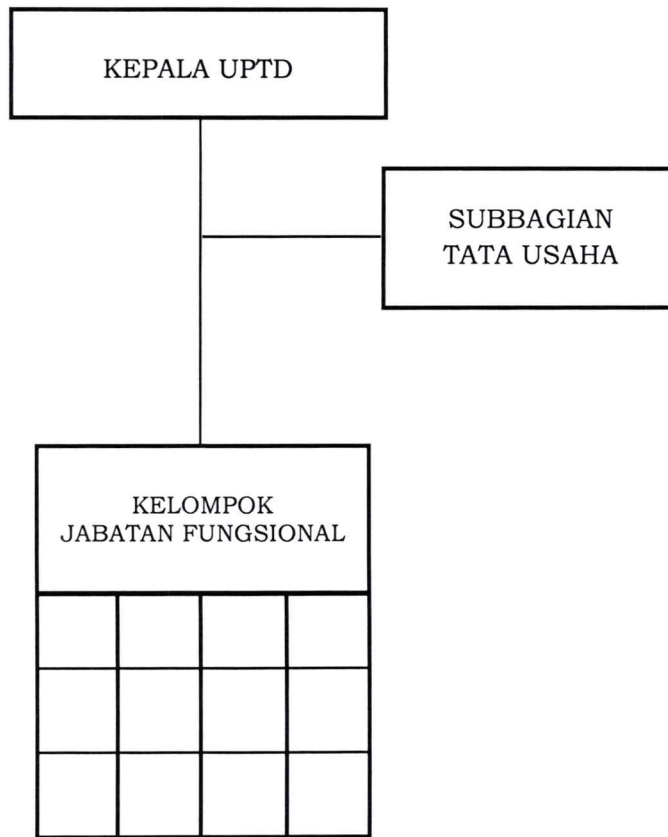 KEPALA UPTD
SUBBAGIAN
TATA USAHA
KELOMPOK
JABATAN FUNGSIONAL